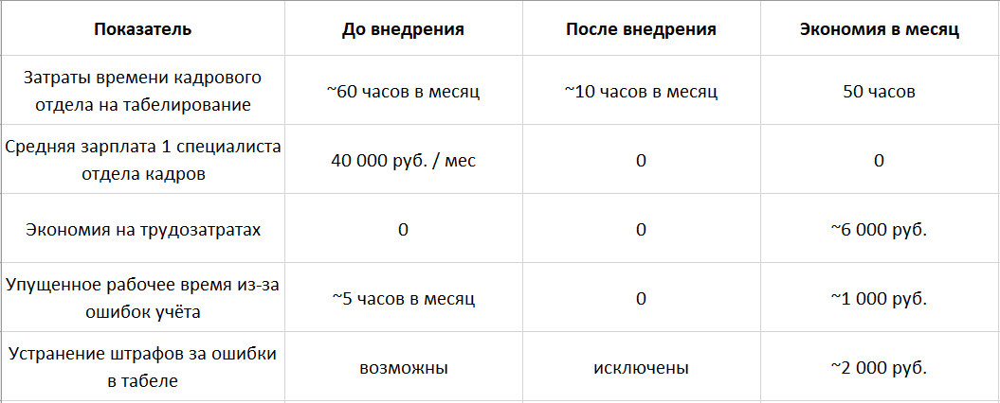 Показатель До внедрения После внедрения Экономия в месяц
Затраты времени кадрового
отдела на табелирование
~60 часов в месяц ~10 часов в месяц 50 часов
Средняя зарплата 1 специалиста
отдела кадров
40 000 руб. / мес 0 0
Экономия на трудозатратах 0 0 ~6 000 руб.
Упущенное рабочее время из-за
ошибок учёта
~5 часов в месяц 0 ~1 000 руб.
Устранение штрафов за ошибки
в табеле
возможны исключены ~2 000 руб.